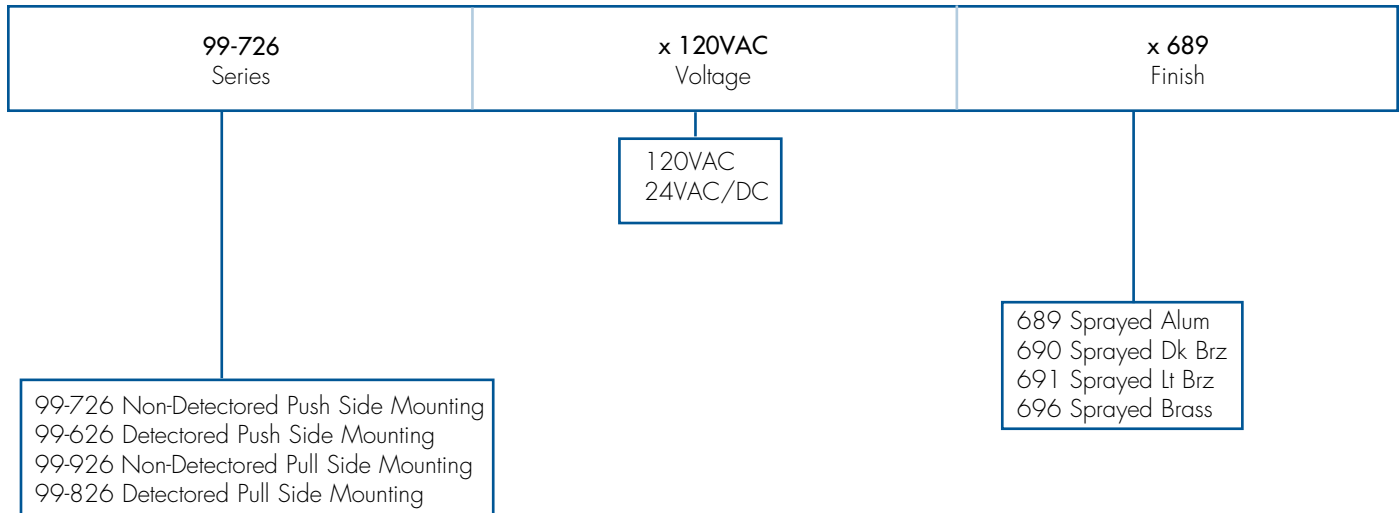 99-726
Series
x 120VAC
Voltage
x 689
Finish
120VAC
24VAC/DC
689 Sprayed Alum
690 Sprayed Dk Brz
691 Sprayed Lt Brz
696 Sprayed Brass
99-726 Non-Detectored Push Side Mounting
99-626 Detectored Push Side Mounting
99-926 Non-Detectored Pull Side Mounting
99-826 Detectored Pull Side Mounting